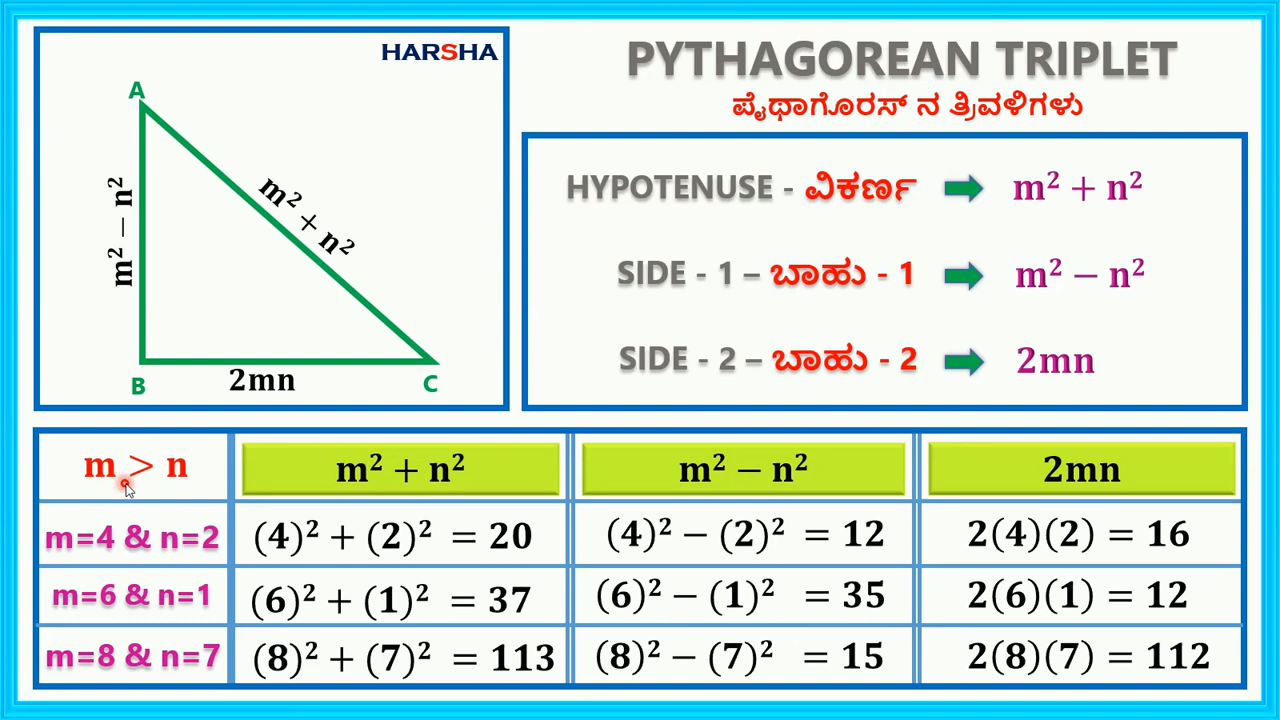 HARSHA
A
m² − n²
m² + n²
B
2mn
C
PYTHAGOREAN TRIPLET
ಪೈಥಾಗೊರಸ್ ನ ತ್ರಿವಳಿಗಳು
HYPOTENUSE - ವಿಕರ್ಣ m² + n²
SIDE - 1 – ಬಾಹು - 1 m² − n²
SIDE - 2 – ಬಾಹು - 2 2mn
m > n m² + n² m² − n² 2mn
m=4 & n=2 (4)² + (2)² = 20 (4)² − (2)² = 12 2(4)(2) = 16
m=6 & n=1 (6)² + (1)² = 37 (6)² − (1)² = 35 2(6)(1) = 12
m=8 & n=7 (8)² + (7)² = 113 (8)² − (7)² = 15 2(8)(7) = 112